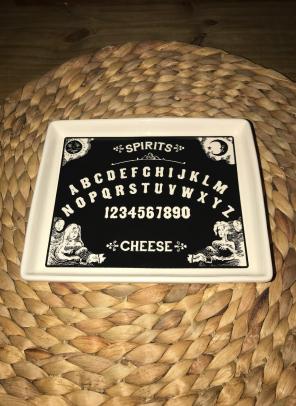 SPIRITS
ABCDEFGHIJKLM
NOPQRSTUVWXYZ
1234567890
CHEESE